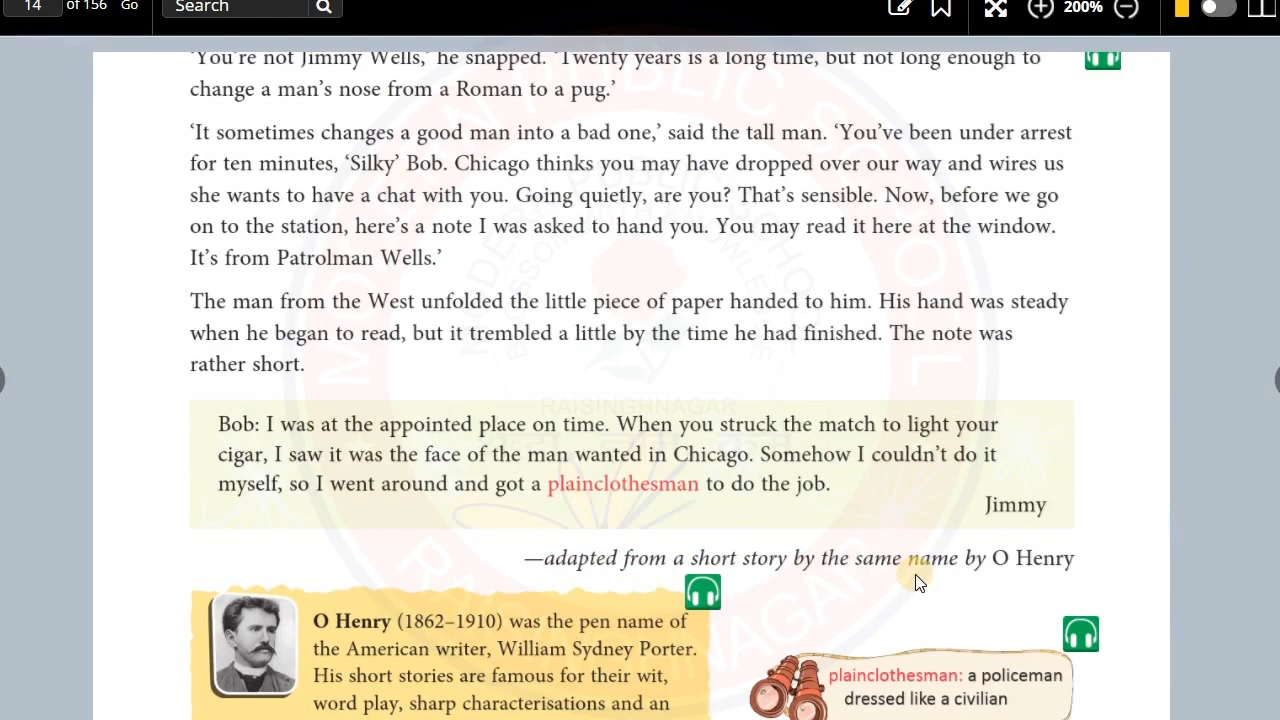 14 of 156 Go Search 200%
'You're not Jimmy Wells,' he snapped. 'Twenty years is a long time, but not long enough to
change a man's nose from a Roman to a pug.'
'It sometimes changes a good man into a bad one,' said the tall man. 'You've been under arrest
for ten minutes, 'Silky' Bob. Chicago thinks you may have dropped over our way and wires us
she wants to have a chat with you. Going quietly, are you? That's sensible. Now, before we go
on to the station, here's a note I was asked to hand you. You may read it here at the window.
It's from Patrolman Wells.'
The man from the West unfolded the little piece of paper handed to him. His hand was steady
when he began to read, but it trembled a little by the time he had finished. The note was
rather short.
Bob: I was at the appointed place on time. When you struck the match to light your
cigar, I saw it was the face of the man wanted in Chicago. Somehow I couldn't do it
myself, so I went around and got a plainclothesman to do the job.
Jimmy
—adapted from a short story by the same name by O Henry
O Henry (1862–1910) was the pen name of
the American writer, William Sydney Porter.
His short stories are famous for their wit,
word play, sharp characterisations and an
plainclothesman: a policeman
dressed like a civilian
RAISINGHNAGAR